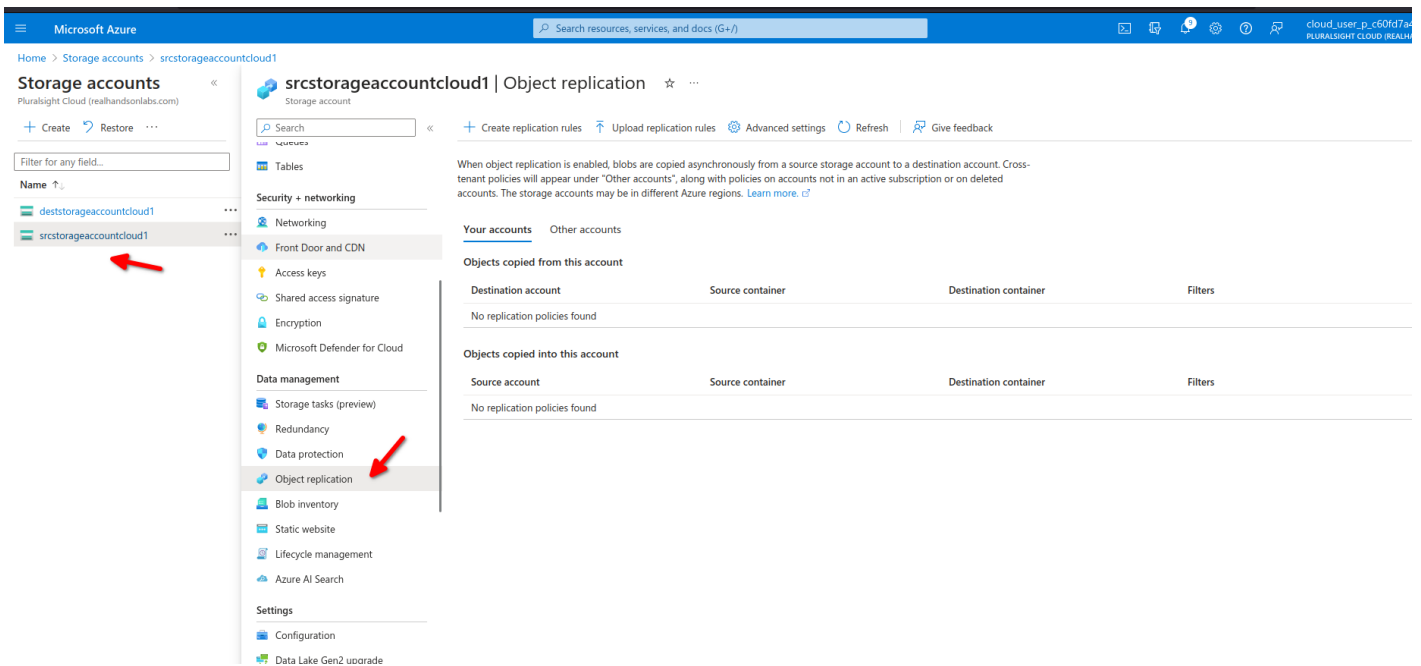 Microsoft Azure
Search resources, services, and docs (G+/)
9
cloud_user_p_c60fd7a4
PLURALSIGHT CLOUD (REALHA
Home > Storage accounts > srcstorageaccountcloud1
Storage accounts
Pluralsight Cloud (realhandsonlabs.com)
+ Create
Restore
...
Filter for any field...
Name ↑↓
deststorageaccountcloud1
...
srcstorageaccountcloud1
...
srcstorageaccountcloud1 | Object replication
...
Storage account
Search
Queues
Tables
Security + networking
Networking
Front Door and CDN
Access keys
Shared access signature
Encryption
Microsoft Defender for Cloud
Data management
Storage tasks (preview)
Redundancy
Data protection
Object replication
Blob inventory
Static website
Lifecycle management
Azure AI Search
Settings
Configuration
Data Lake Gen2 upgrade
+ Create replication rules
Upload replication rules
Advanced settings
Refresh
Give feedback
When object replication is enabled, blobs are copied asynchronously from a source storage account to a destination account. Cross-
tenant policies will appear under "Other accounts", along with policies on accounts not in an active subscription or on deleted
accounts. The storage accounts may be in different Azure regions. Learn more.
Your accounts
Other accounts
Objects copied from this account
Destination account
Source container
Destination container
Filters
No replication policies found
Objects copied into this account
Source account
Source container
Destination container
Filters
No replication policies found